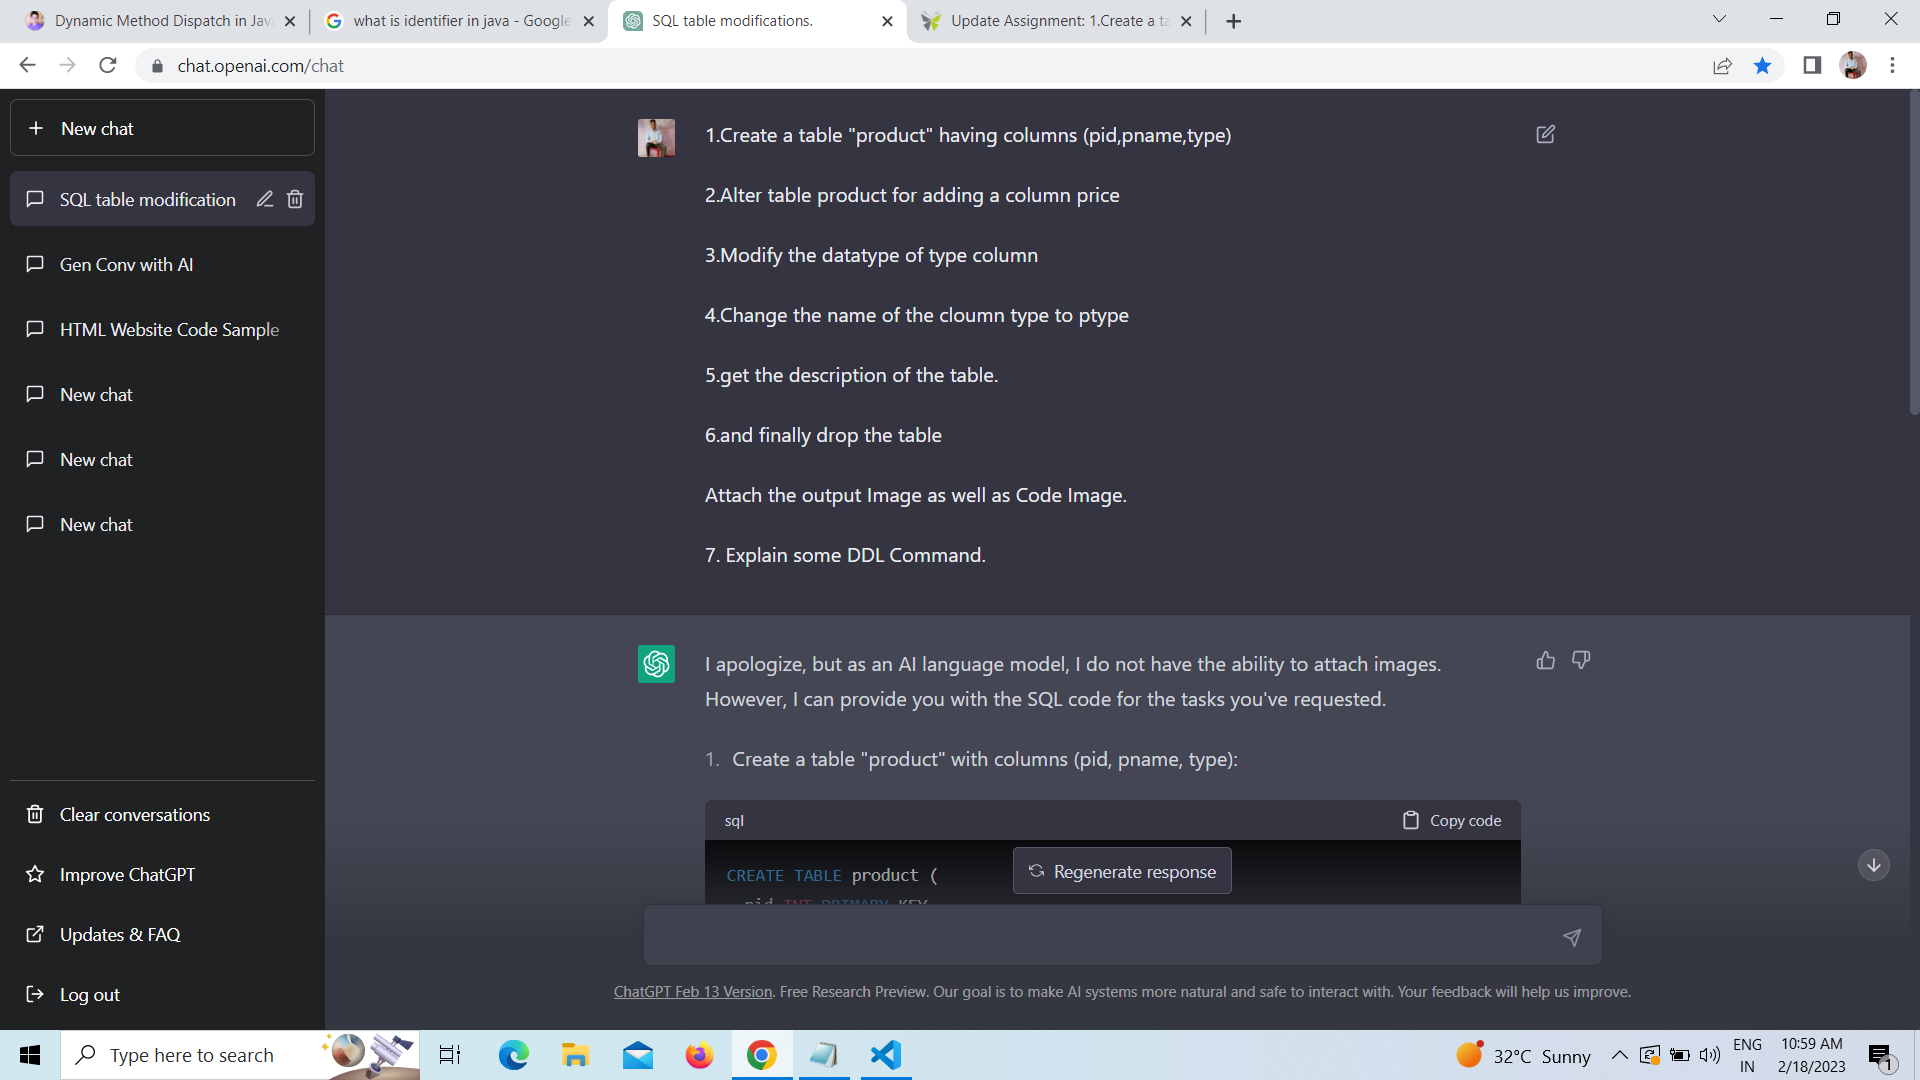 Dynamic Method Dispatch in Jav
what is identifier in java - Google
SQL table modifications.
Update Assignment: 1.Create a ta
chat.openai.com/chat
New chat
SQL table modification
Gen Conv with AI
HTML Website Code Sample
New chat
New chat
New chat
Clear conversations
Improve ChatGPT
Updates & FAQ
Log out
1.Create a table "product" having columns (pid,pname,type)
2.Alter table product for adding a column price
3.Modify the datatype of type column
4.Change the name of the cloumn type to ptype
5.get the description of the table.
6.and finally drop the table
Attach the output Image as well as Code Image.
7. Explain some DDL Command.
I apologize, but as an AI language model, I do not have the ability to attach images.
However, I can provide you with the SQL code for the tasks you've requested.
1. Create a table "product" with columns (pid, pname, type):
sql
Copy code
CREATE TABLE product (
pid INT PRIMARY KEY
Regenerate response
ChatGPT Feb 13 Version. Free Research Preview. Our goal is to make AI systems more natural and safe to interact with. Your feedback will help us improve.
Type here to search
32°C Sunny
ENG
IN
10:59 AM
2/18/2023
1